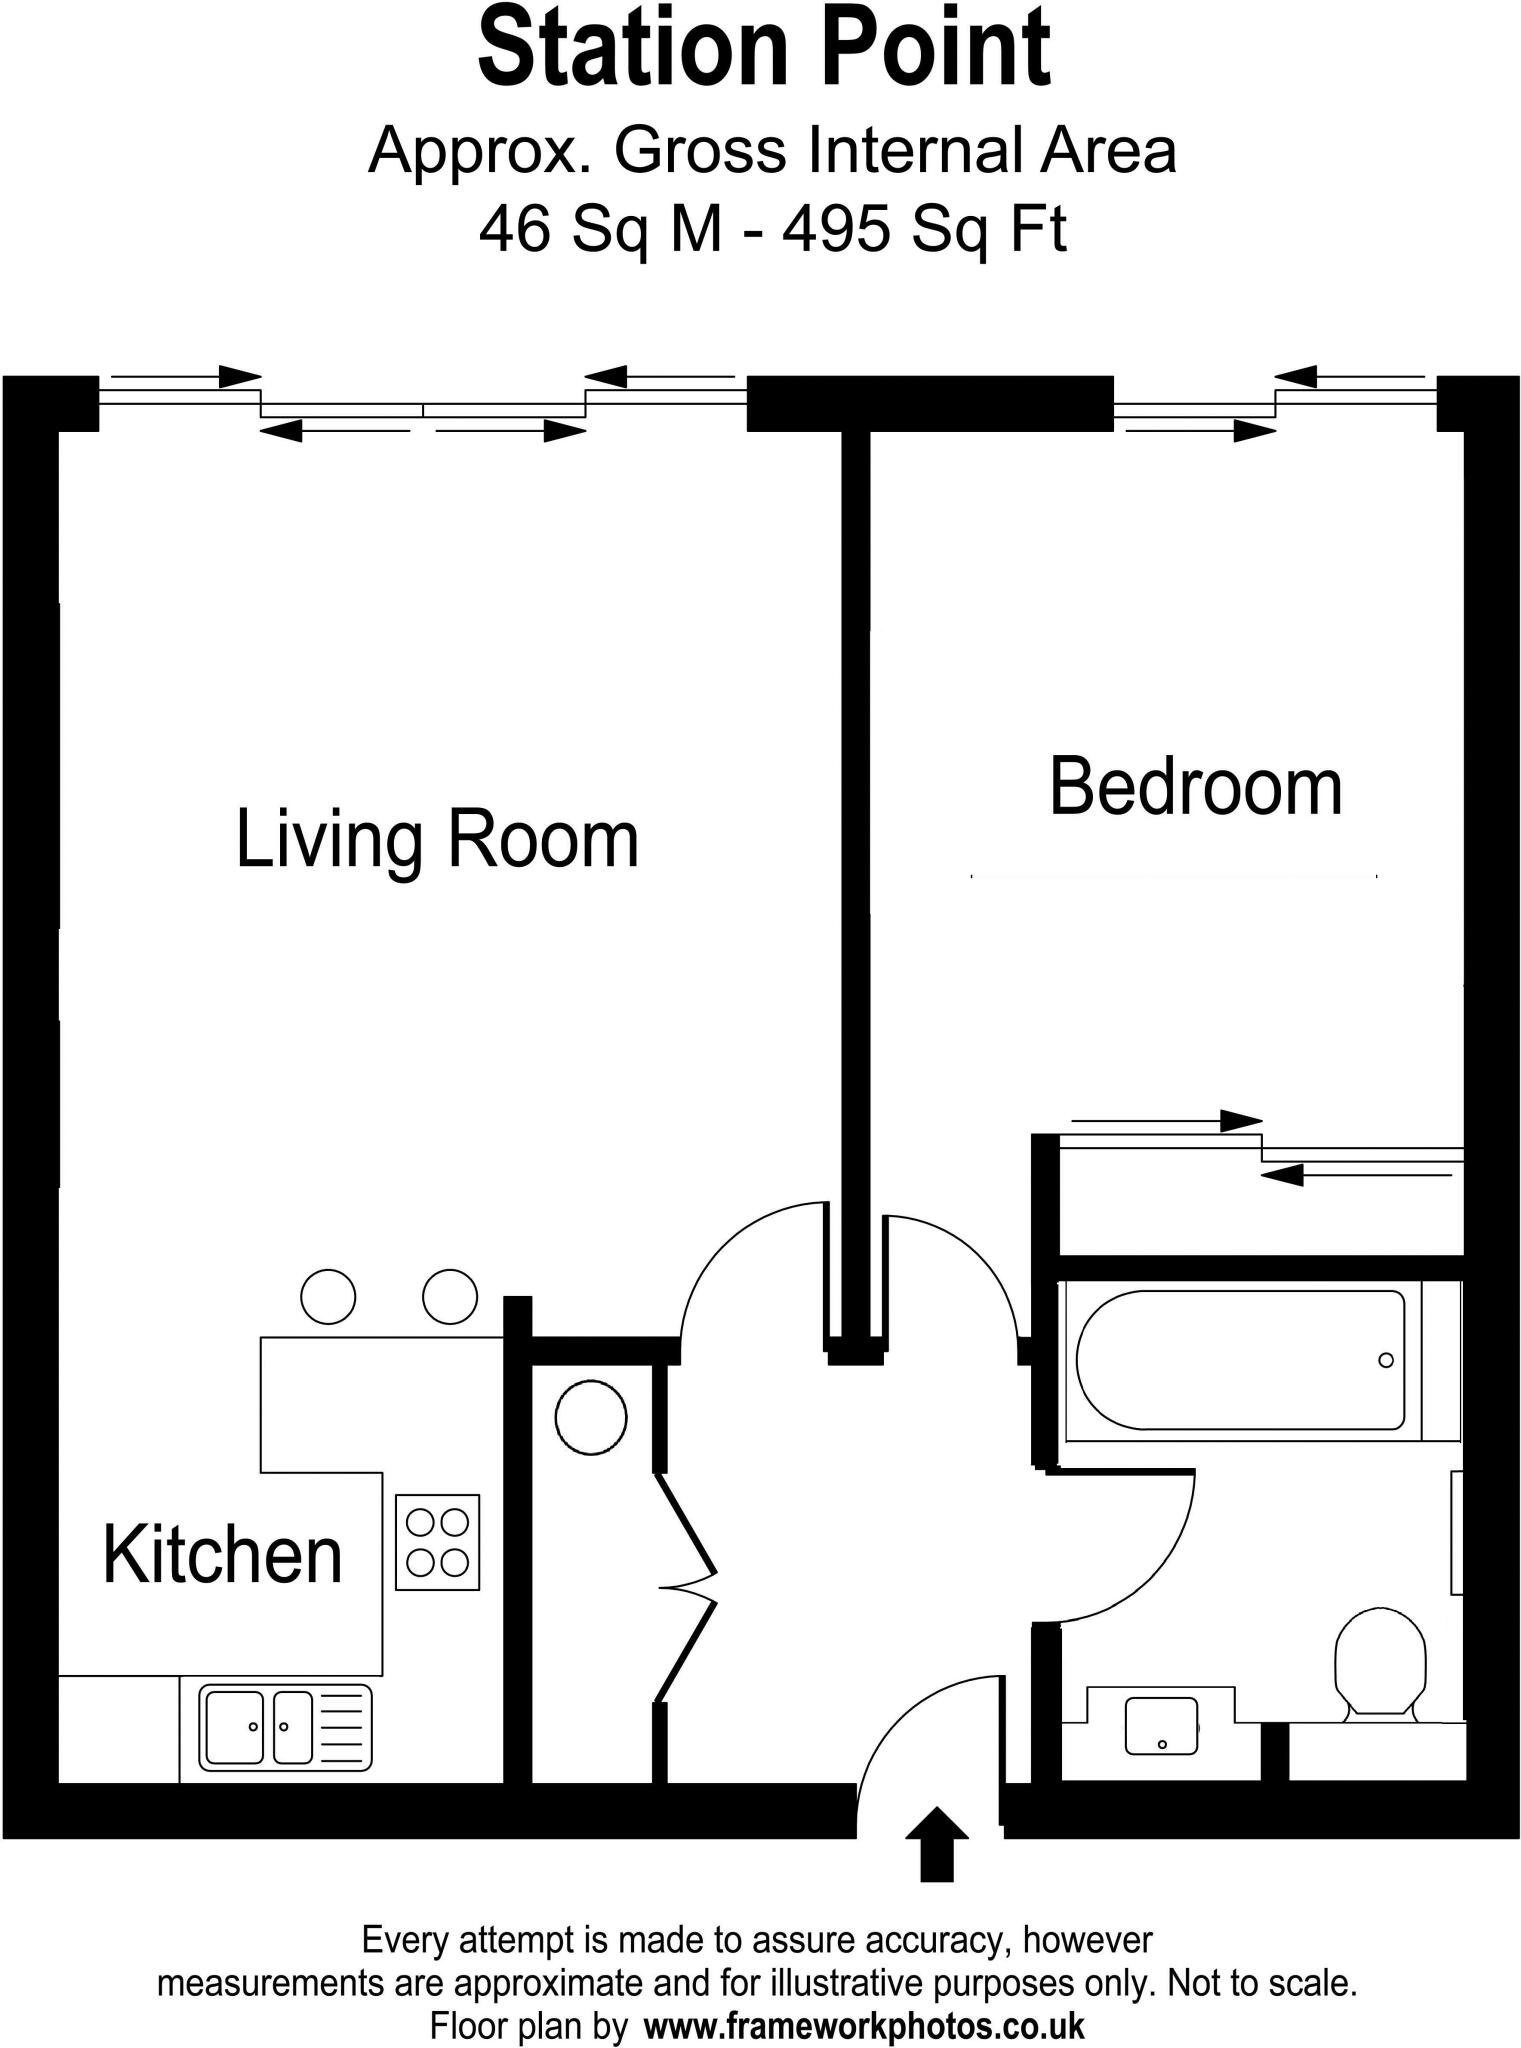 Station Point
Approx. Gross Internal Area
46 Sq M - 495 Sq Ft
Living Room
Bedroom
Kitchen
Every attempt is made to assure accuracy, however
measurements are approximate and for illustrative purposes only. Not to scale.
Floor plan by www.frameworkphotos.co.uk